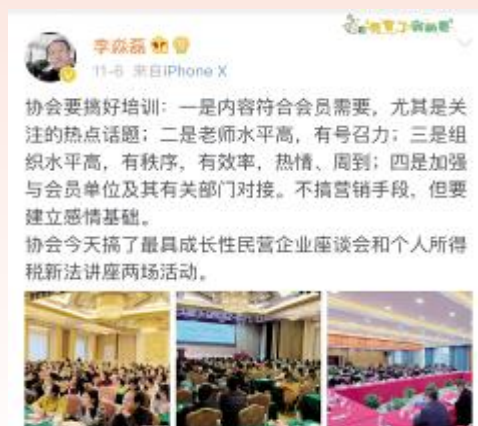 李淼磊
11-6 来自iPhone X
协会要搞好培训：一是内容符合会员需要，尤其是关
注的热点话题；二是老师水平高，有号召力；三是组
织水平高，有秩序，有效率，热情、周到；四是加强
与会员单位及其有关部门对接。不搞营销手段，但要
建立感情基础。
协会今天搞了最具成长性民营企业座谈会和个人所得
税新法讲座两场活动。